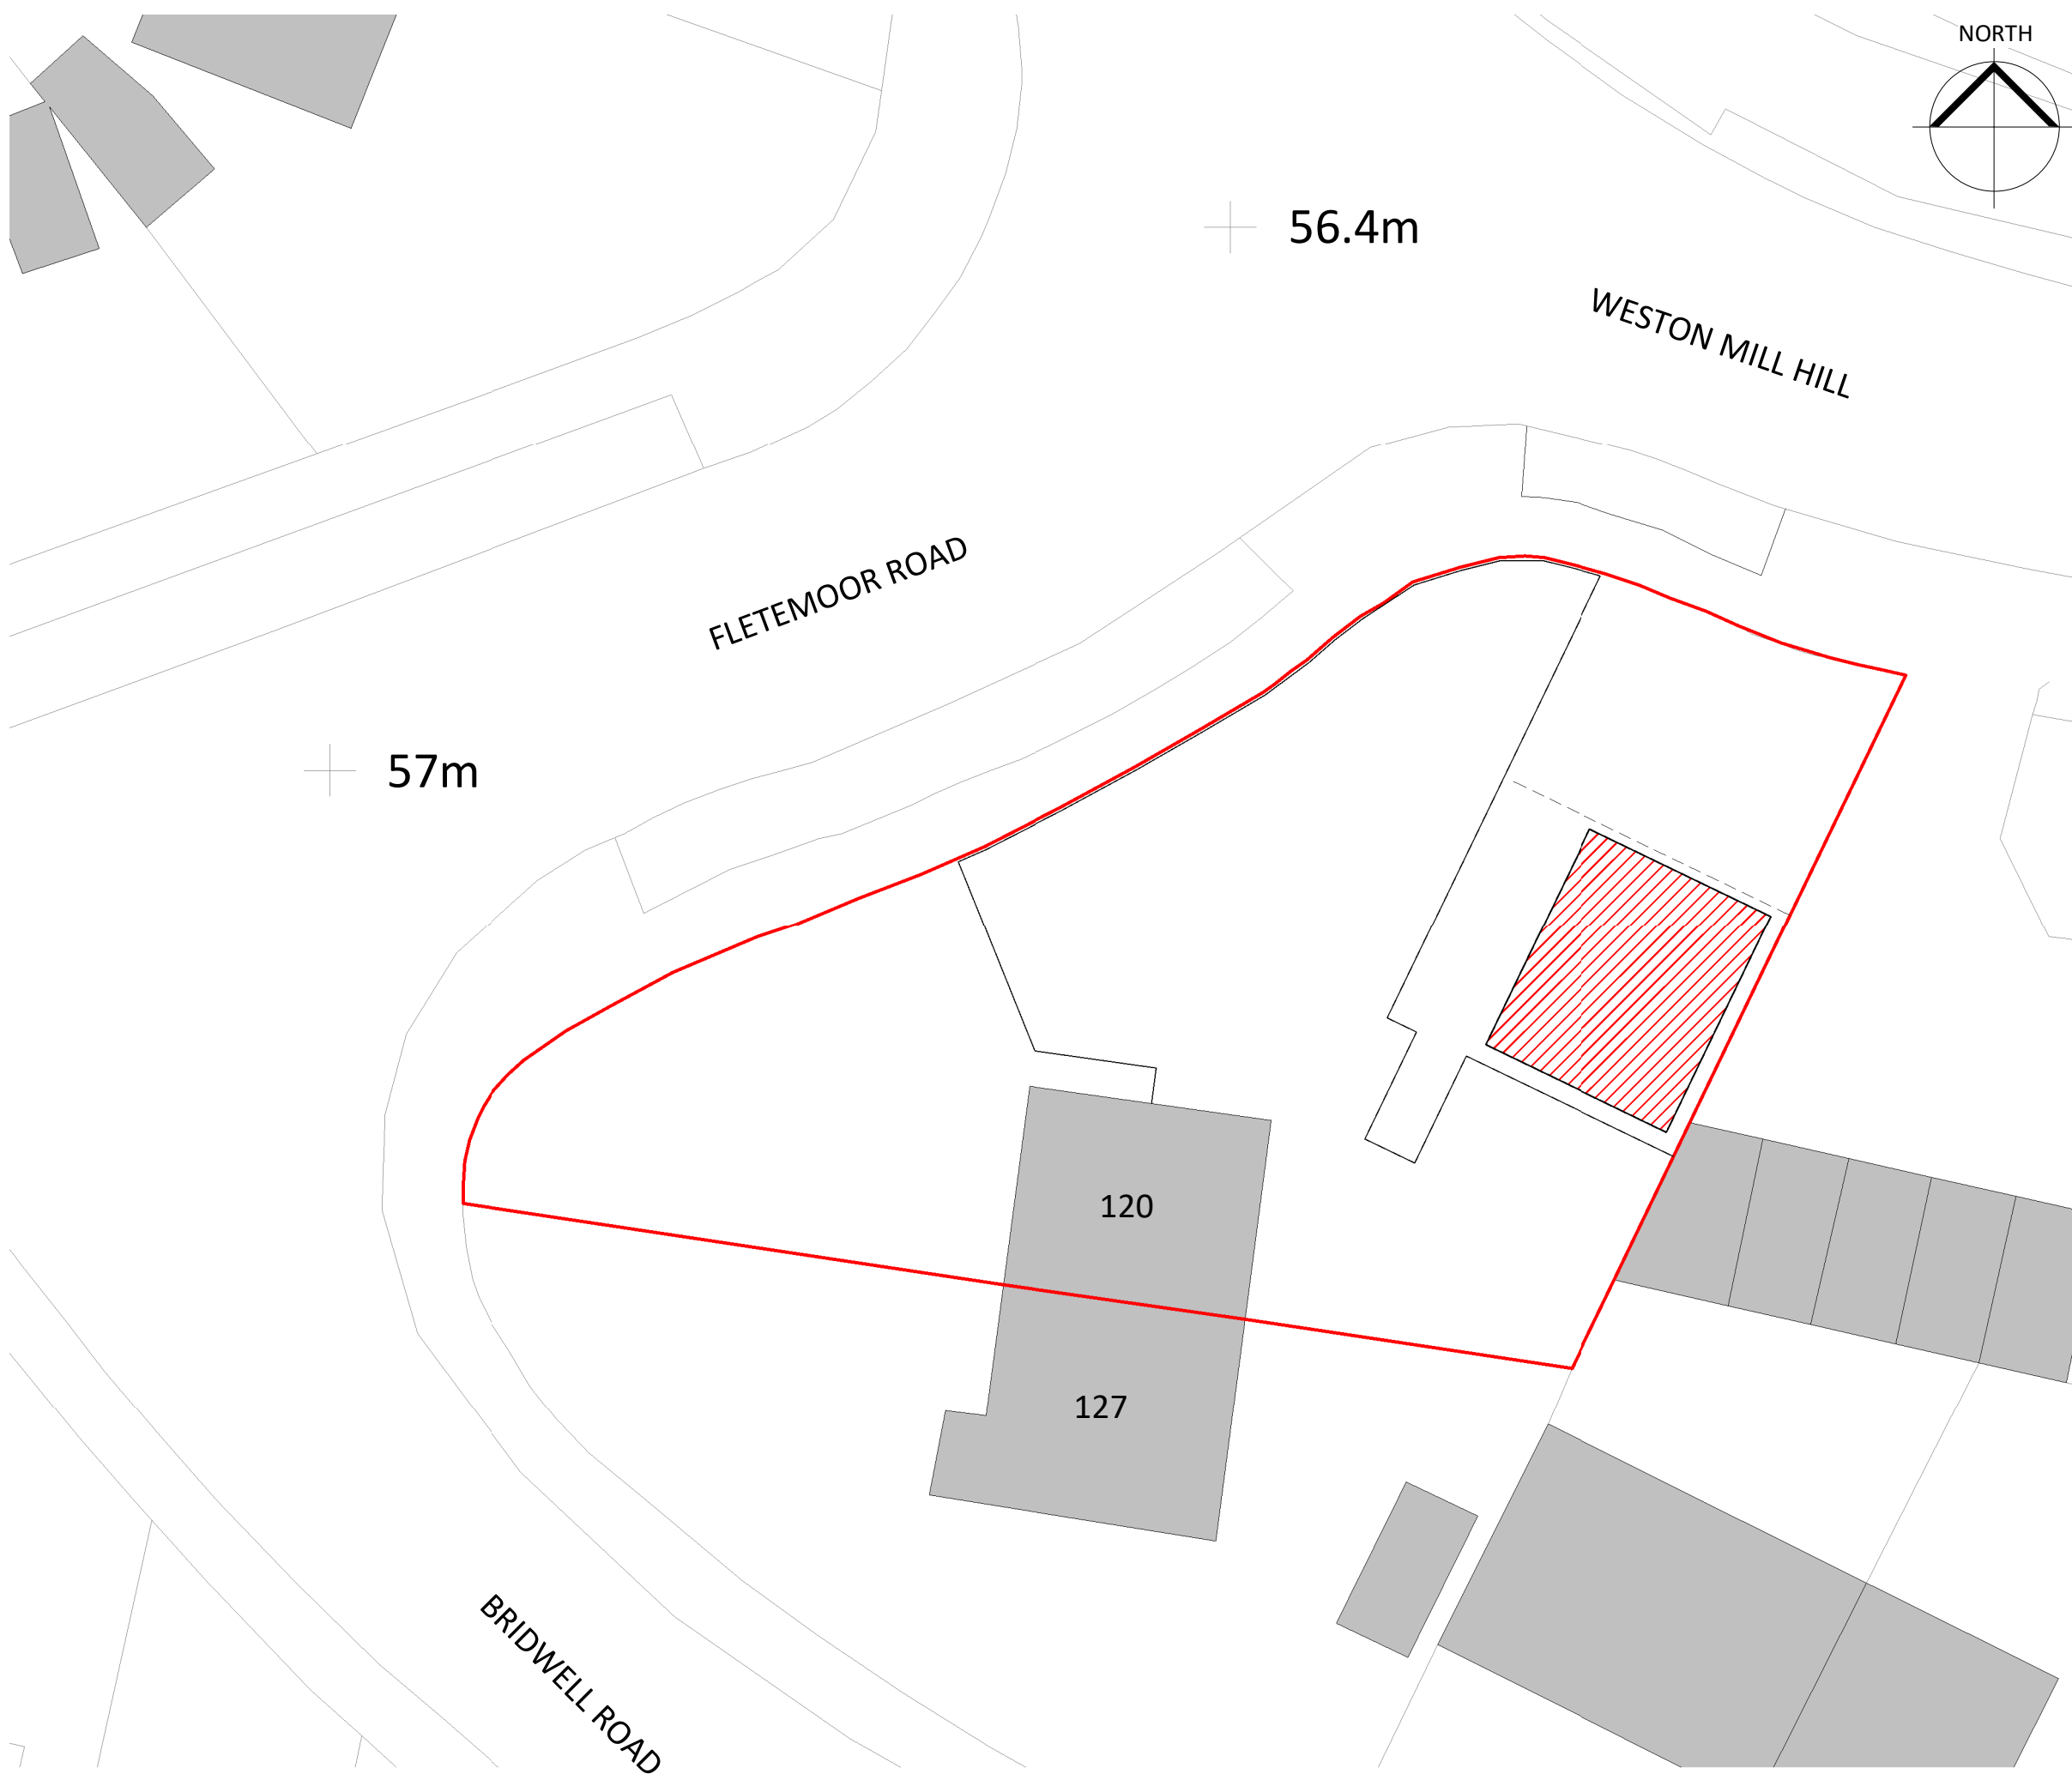 NORTH
56.4m
WESTON MILL HILL
FLETEMOOR ROAD
57m
120
127
BRIDWELL ROAD